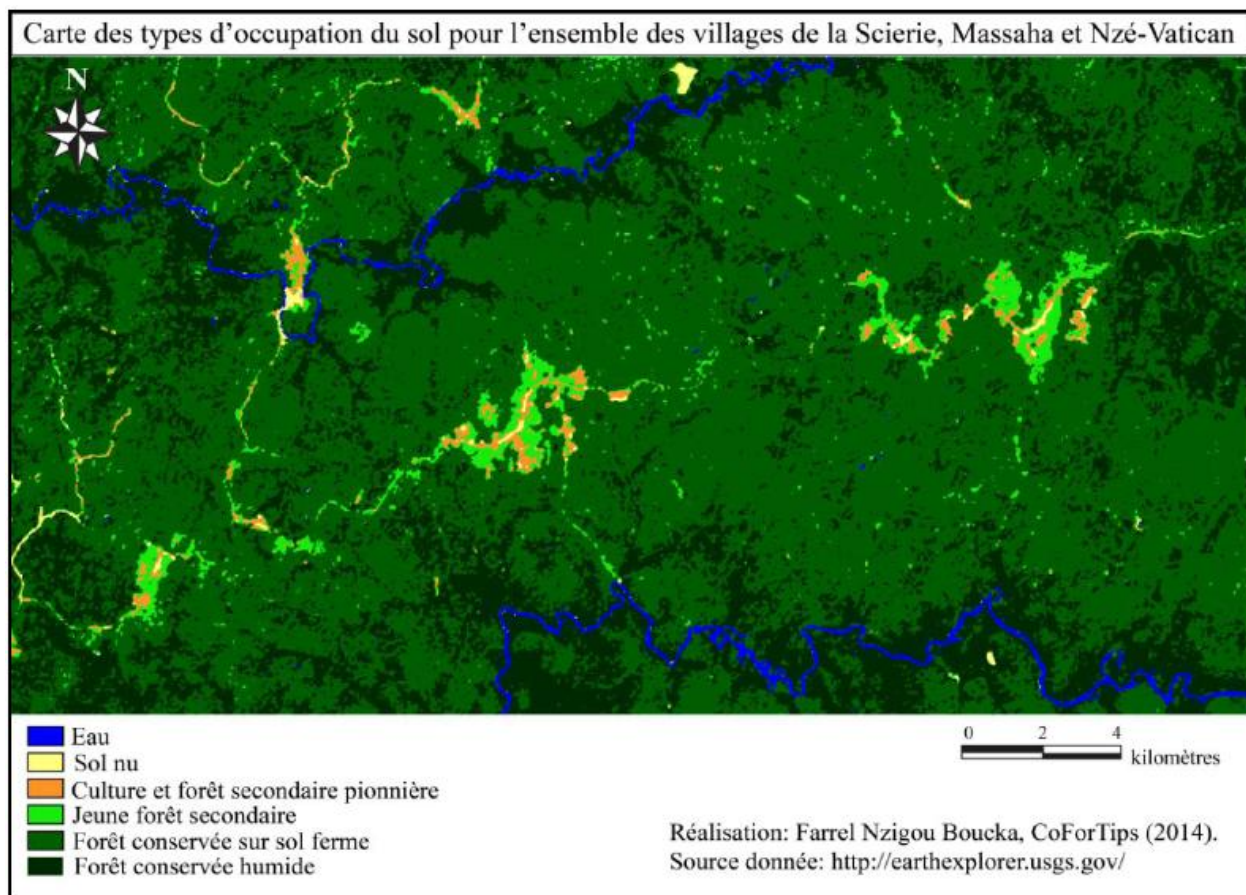 Carte des types d'occupation du sol pour l'ensemble des villages de la Scierie, Massaha et Nzé-Vatican
N
Eau
Sol nu
Culture et forêt secondaire pionnière
Jeune forêt secondaire
Forêt conservée sur sol ferme
Forêt conservée humide
0 2 4
kilomètres
Réalisation: Farrel Nzigou Boucka, CoForTips (2014).
Source donnée: http://earthexplorer.usgs.gov/